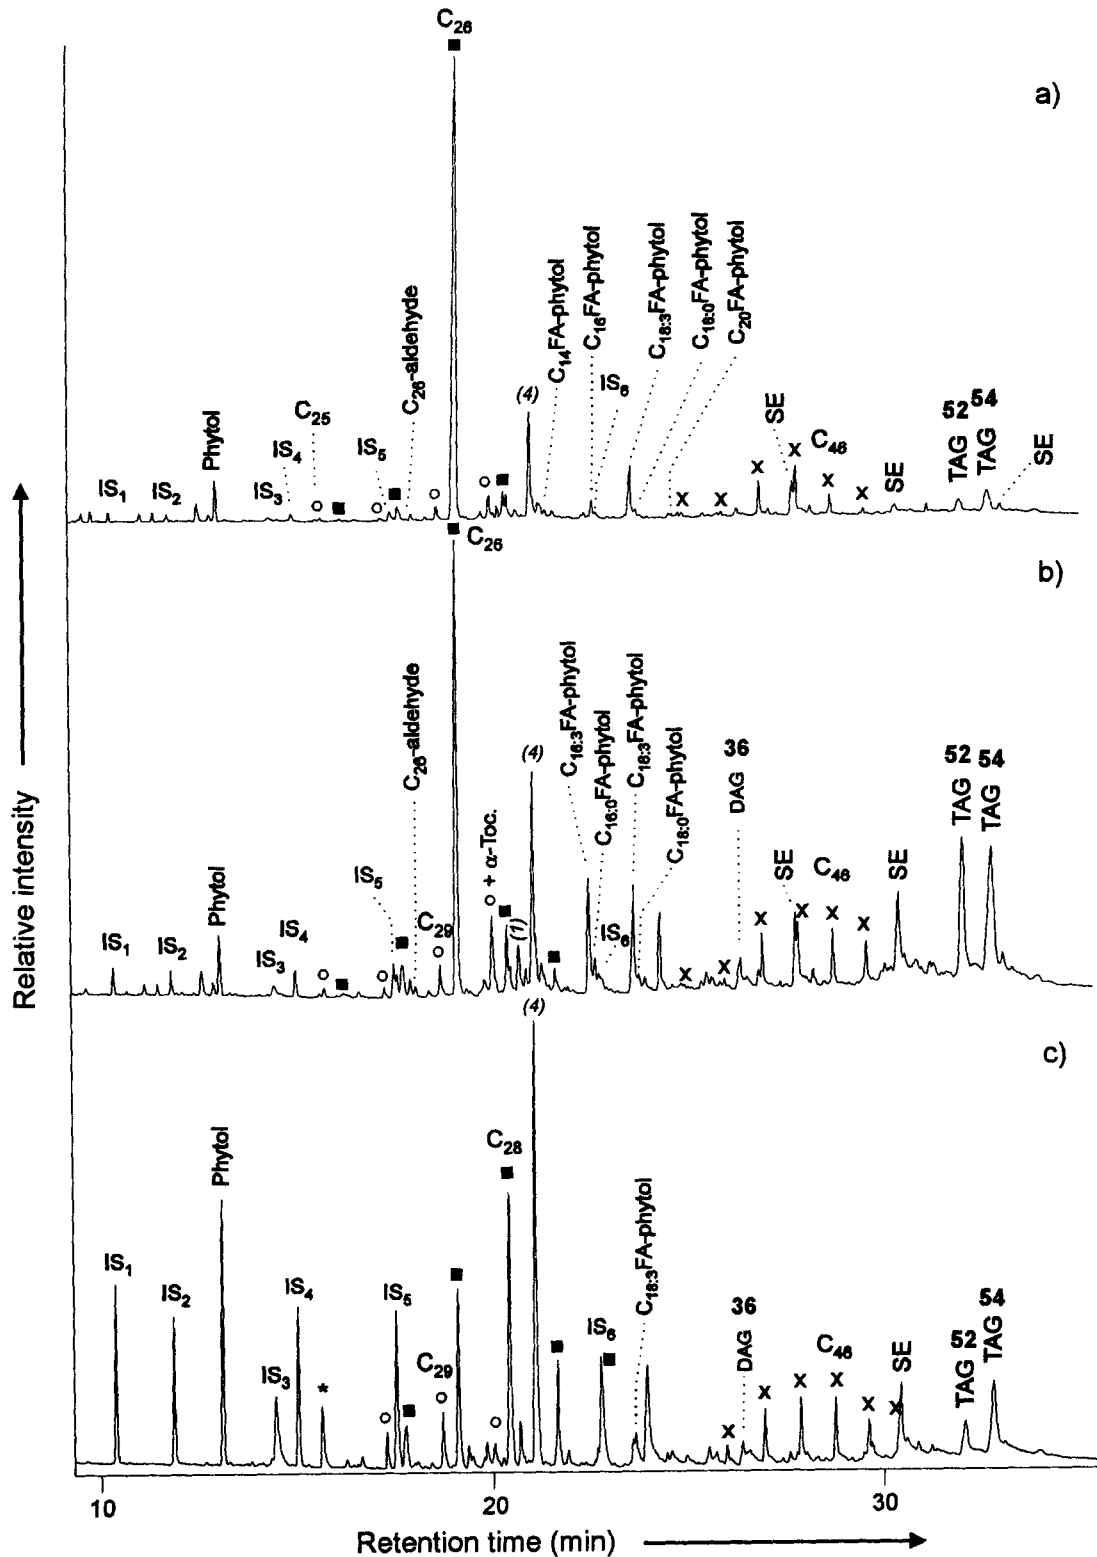 C26
a)
C14FA-phytol
C16FA-phytol
C18:3FA-phytol
C18:0FA-phytol
C20FA-phytol
IS6
(4)
C26-aldehyde
IS5
C25
IS4
IS3
Phytol
IS2
IS1
SE
x
x
x
x
C46
x
x
SE
52
TAG
54
TAG
SE
C26
b)
C26-aldehyde
IS5
C29
+ α-Toc.
(1)
(4)
C16:3FA-phytol
C16:0FA-phytol
IS6
C18:3FA-phytol
C18:0FA-phytol
36
DAG
SE
C46
SE
52
TAG
54
TAG
x
x
x
x
x
x
Phytol
IS1
IS2
IS3
IS4
(4)
c)
Phytol
IS1
IS2
IS3
IS4
*
IS5
C29
C28
IS6
C18:3FA-phytol
36
DAG
C46
x
x
x
x
x
x
SE
52
TAG
54
TAG
10
20
30
Retention time (min)
Relative intensity